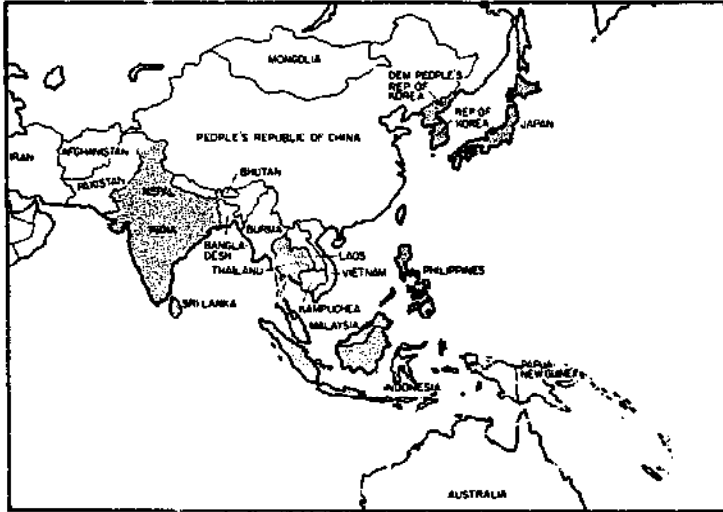 MONGOLIA
DEM PEOPLE'S
REP OF
KOREA
REP OF
KOREA
JAPAN
PEOPLE'S REPUBLIC OF CHINA
IRAN
AFGHANISTAN
PAKISTAN
NEPAL
BHUTAN
INDIA
BURMA
BANGLA-
DESH
LAOS
THAILAND
VIETNAM
PHILIPPINES
SRI LANKA
KAMPUCHEA
MALAYSIA
PAPUA
NEW GUINEA
INDONESIA
AUSTRALIA